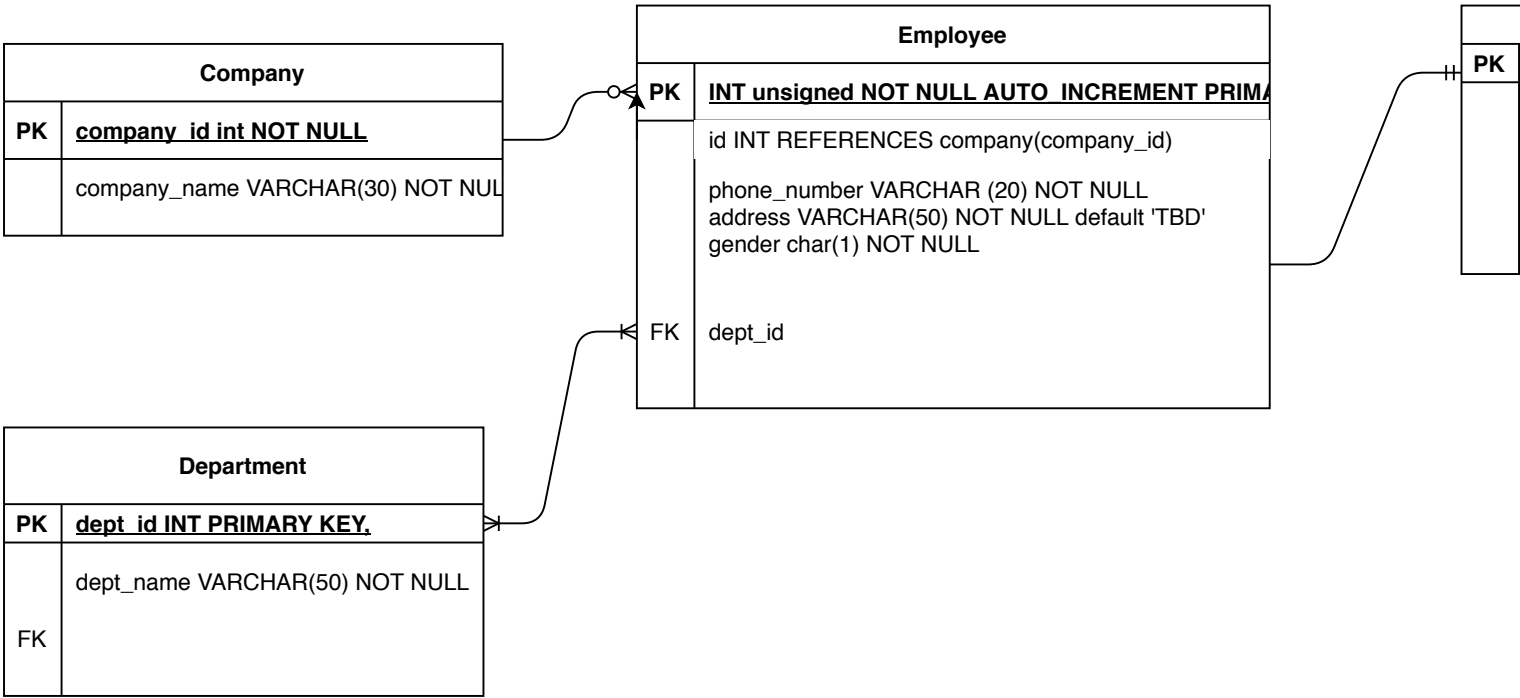 Company
PK company_id int NOT NULL
company_name VARCHAR(30) NOT NUL
Employee
PK INT unsigned NOT NULL AUTO_INCREMENT PRIMA
id INT REFERENCES company(company_id)
phone_number VARCHAR (20) NOT NULL
address VARCHAR(50) NOT NULL default 'TBD'
gender char(1) NOT NULL
FK dept_id
PK
Department
PK dept_id INT PRIMARY KEY,
dept_name VARCHAR(50) NOT NULL
FK